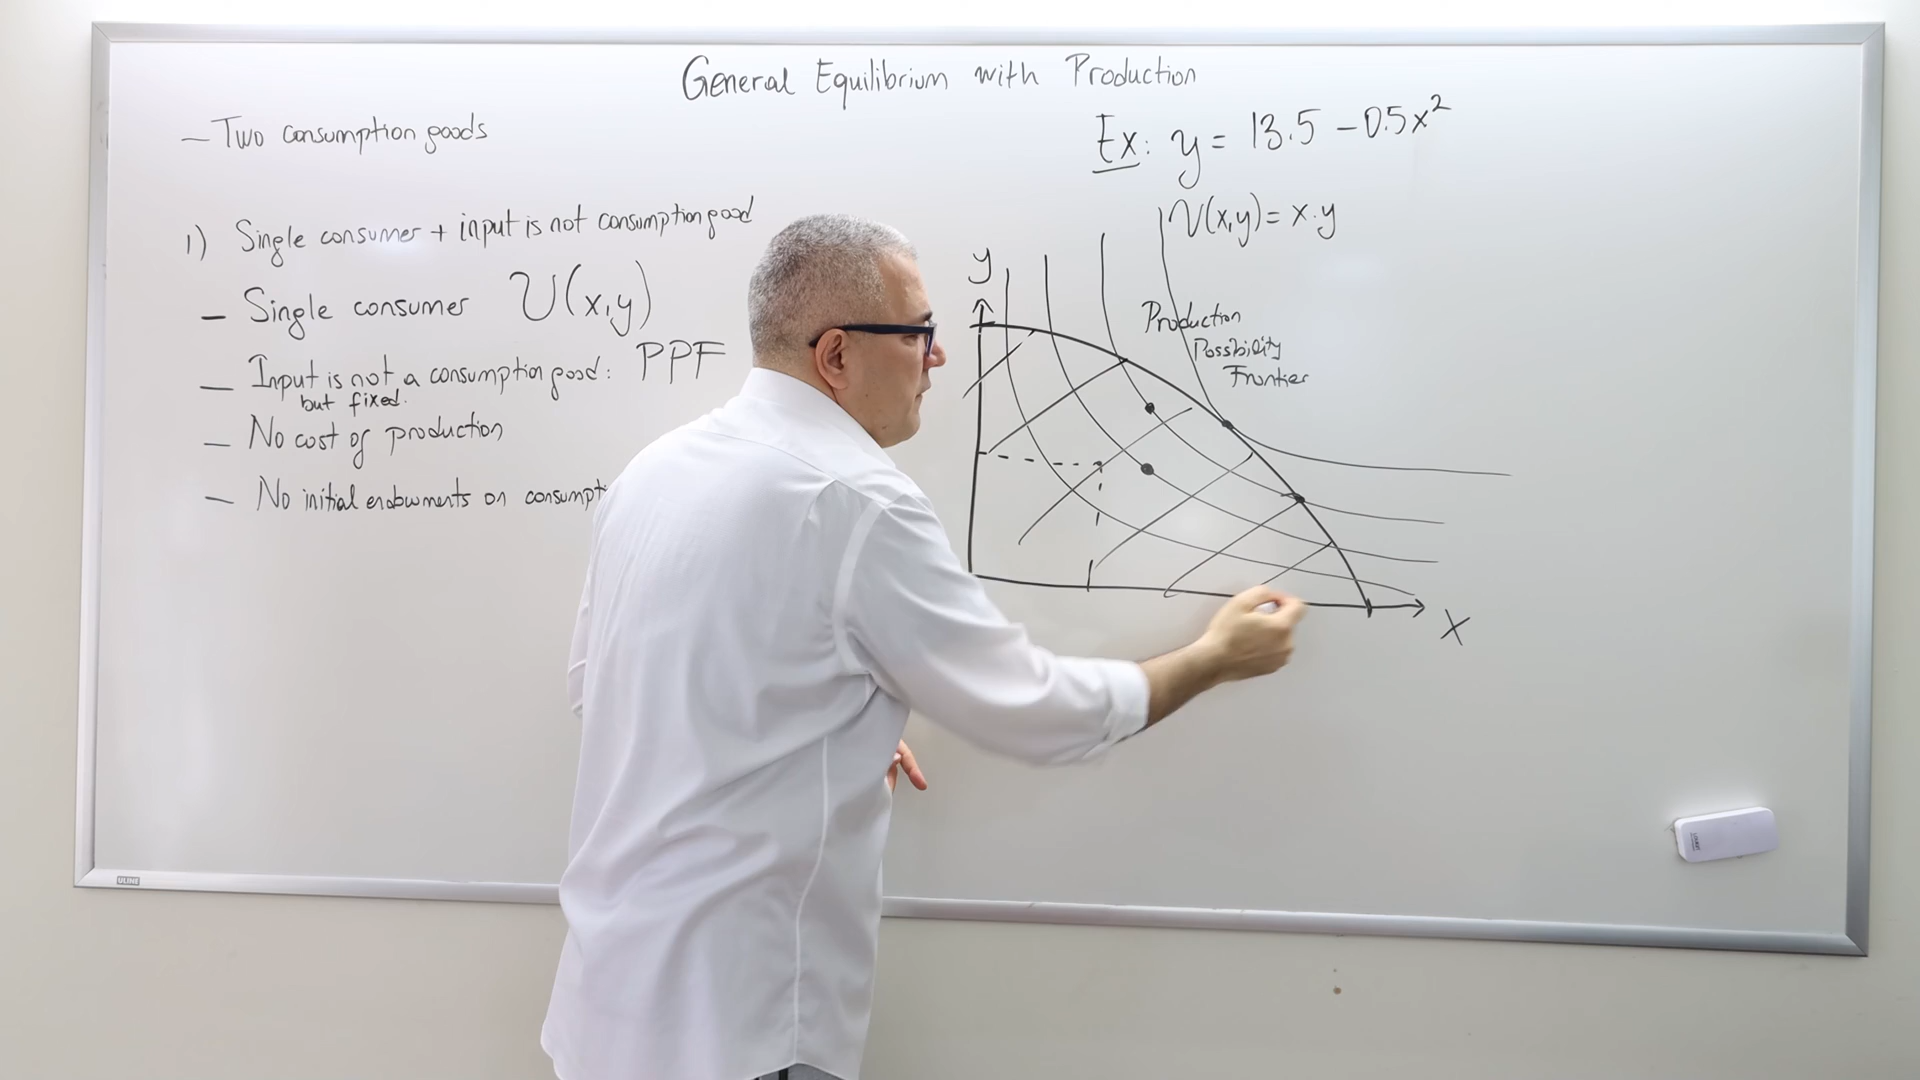 General Equilibrium with Production
– Two consumption goods
1) Single consumer + input is not consumption good
– Single consumer U(x,y)
– Input is not a consumption good: PPF
but fixed.
– No cost of production
– No initial endowments on
Ex: y = 13.5 – 0.5x²
U(x,y) = x.y
y
Production
Possibility
Frontier
X
ULINE